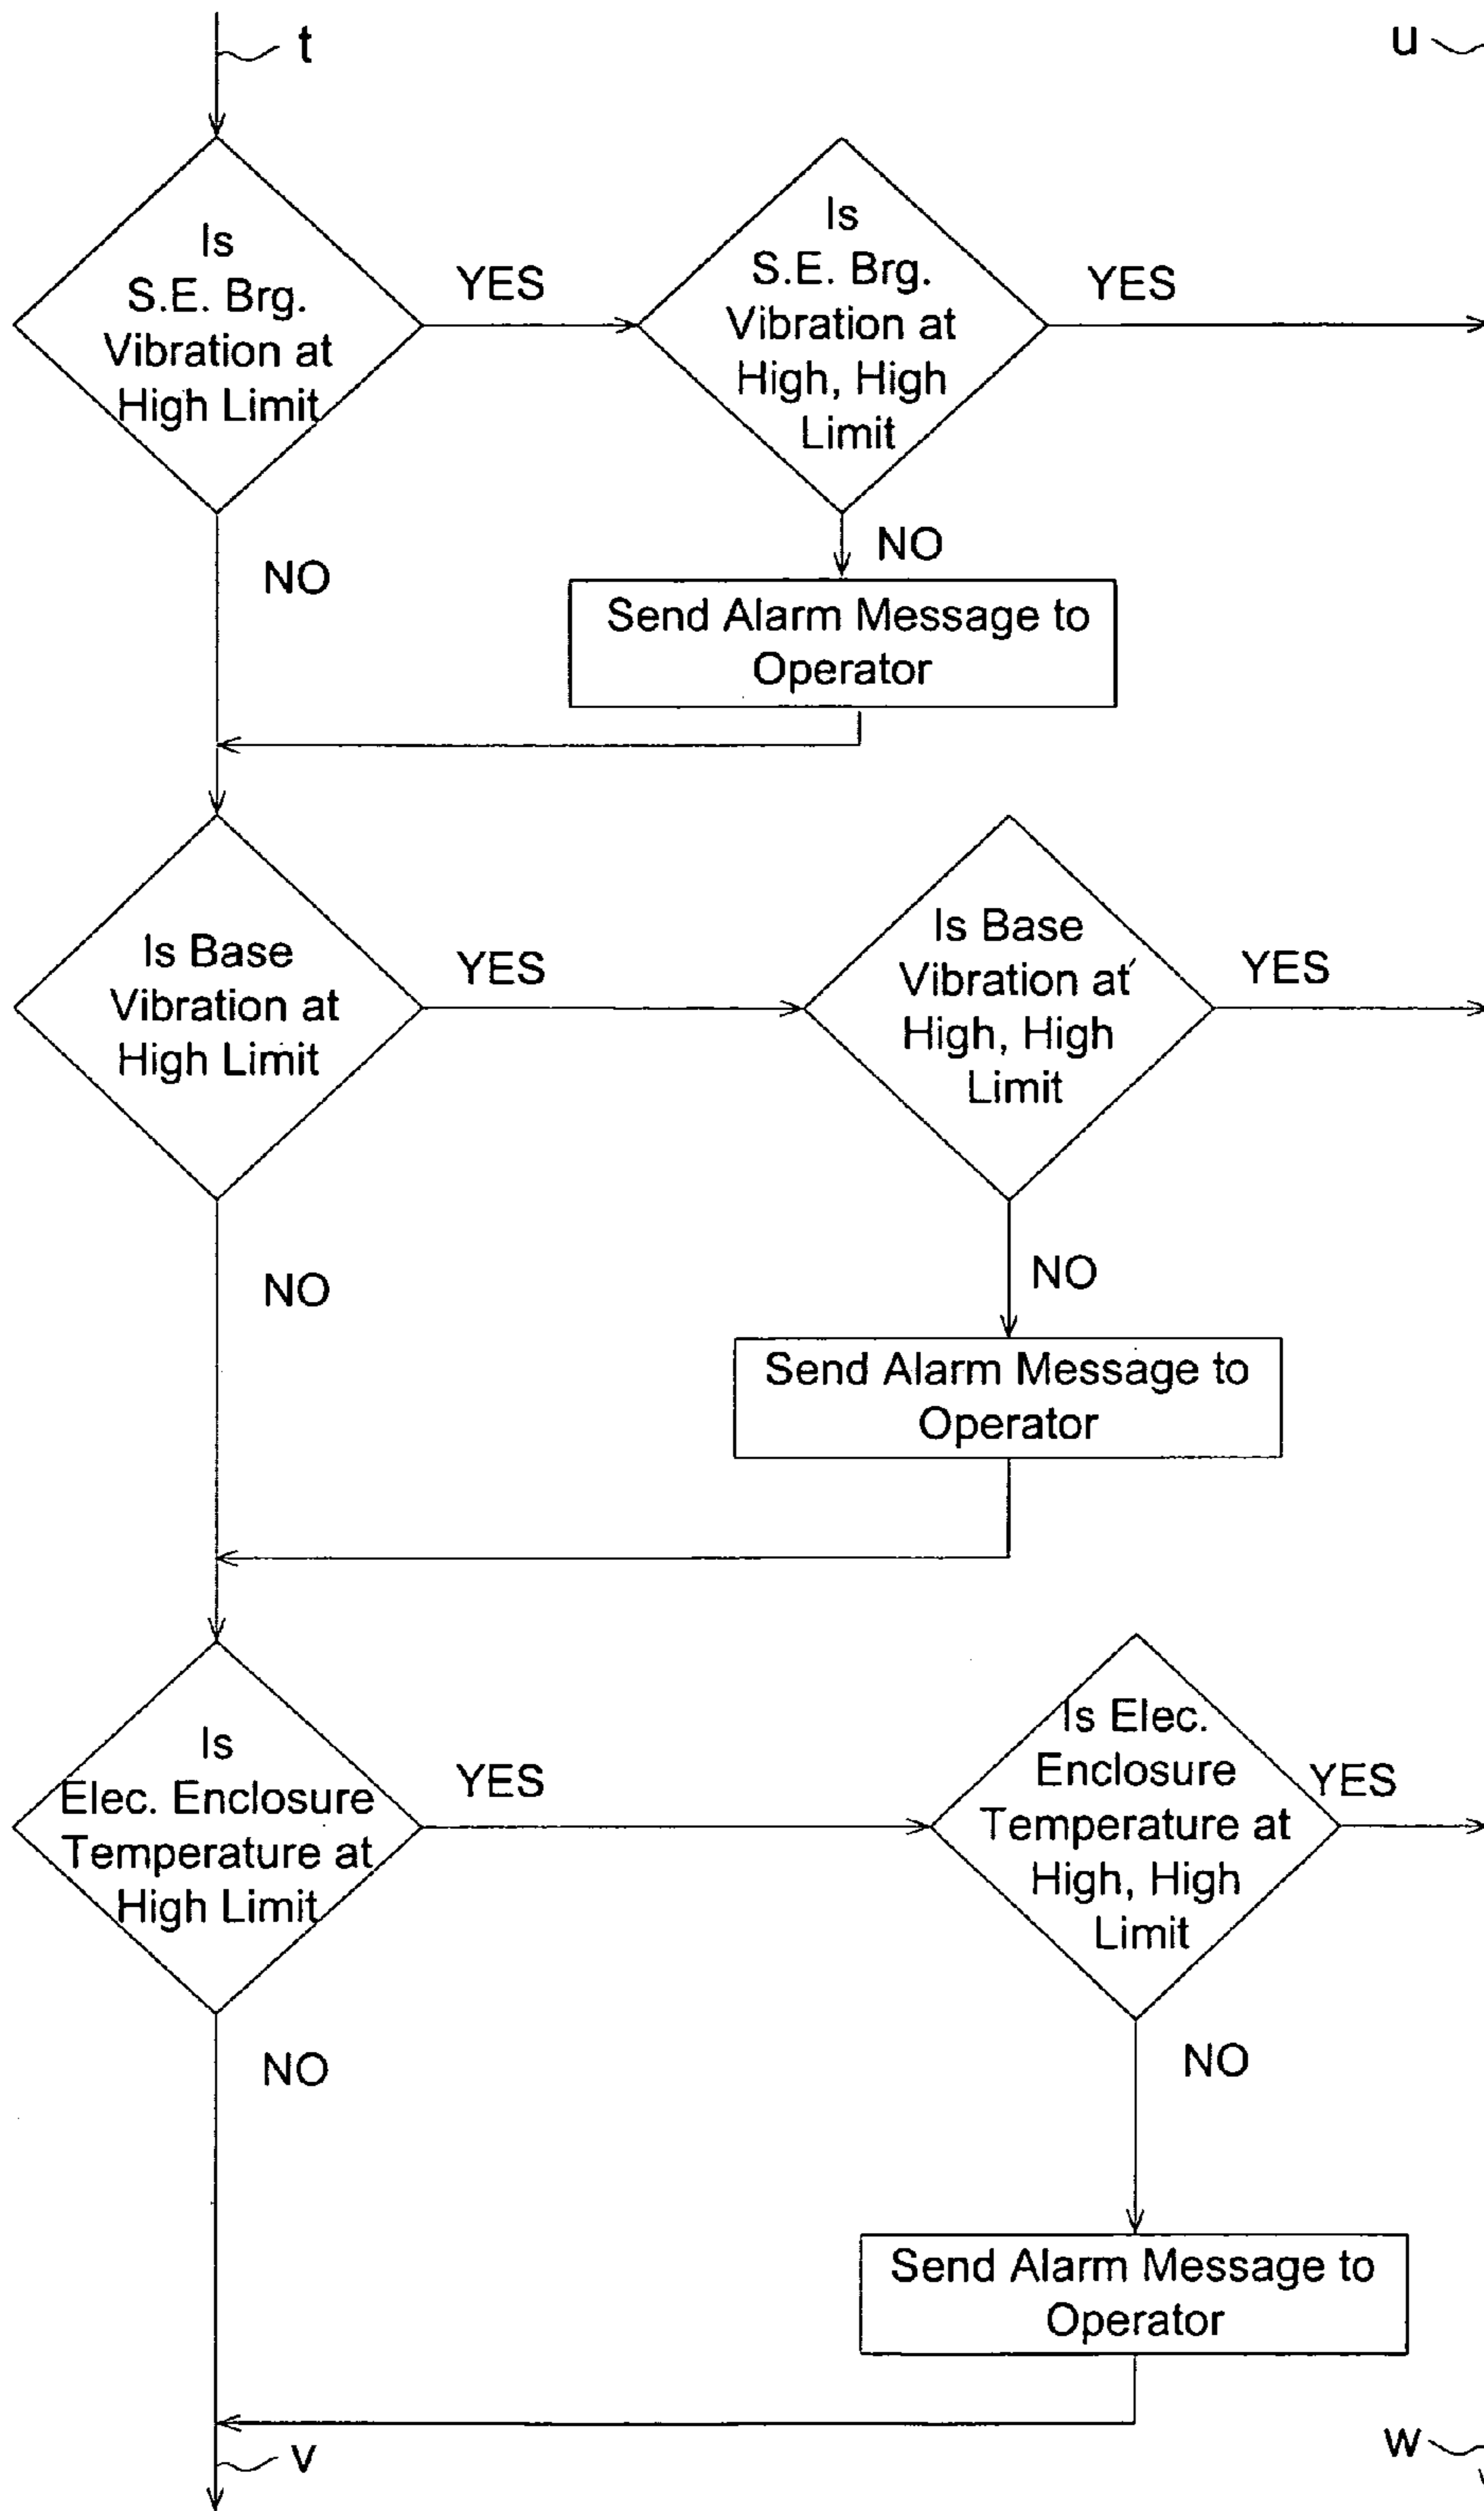 t
u
Is
S.E. Brg.
Vibration at
High Limit
YES
Is
S.E. Brg.
Vibration at
High, High
Limit
YES
NO
NO
Send Alarm Message to
Operator
Is Base
Vibration at
High Limit
YES
Is Base
Vibration at
High, High
Limit
YES
NO
NO
Send Alarm Message to
Operator
Is
Elec. Enclosure
Temperature at
High Limit
YES
Is Elec.
Enclosure
Temperature at
High, High
Limit
YES
NO
NO
Send Alarm Message to
Operator
v
w